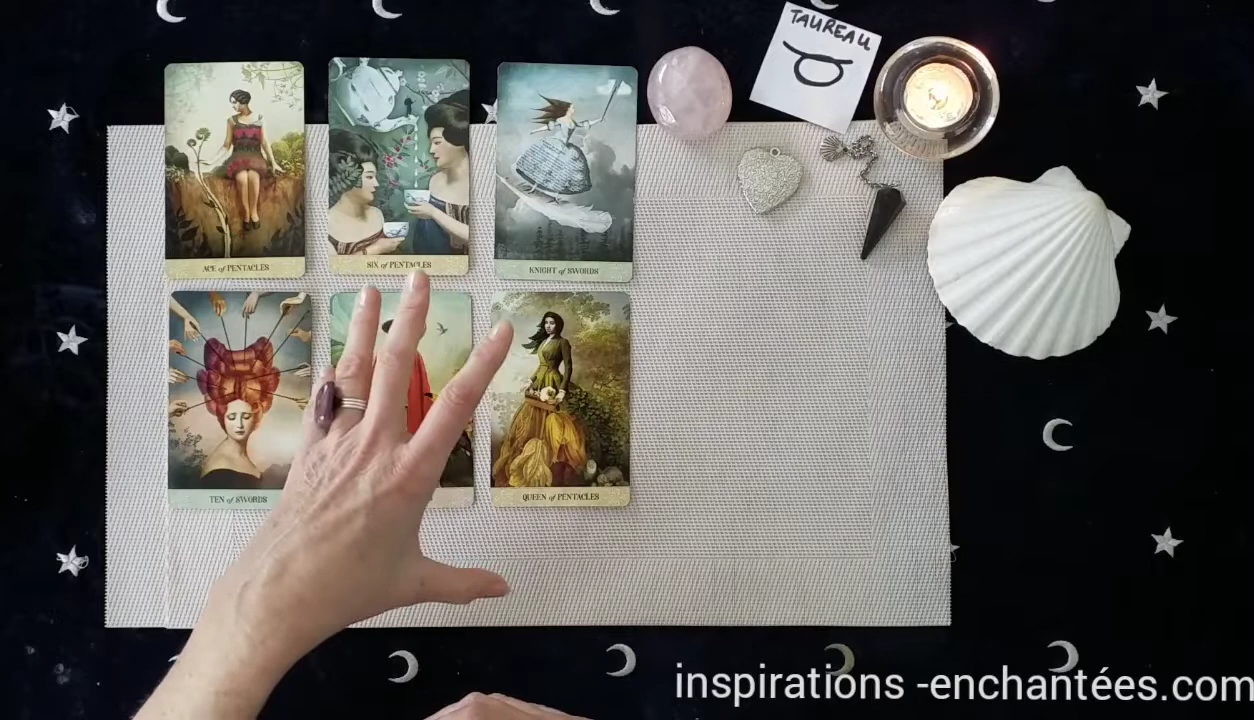 TAUREAU
ACE of PENTACLES
SIX of PENTACLES
KNIGHT of SWORDS
TEN of SWORDS
QUEEN of PENTACLES
inspirations -enchantées.com